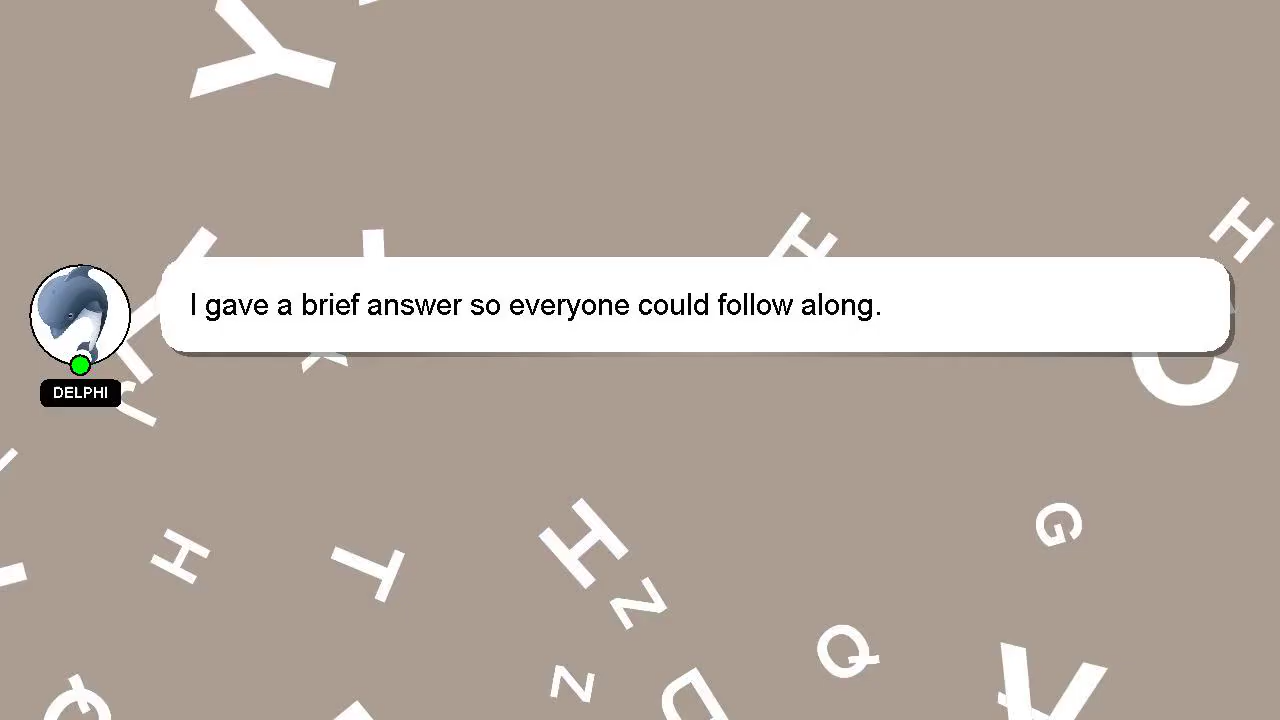 I gave a brief answer so everyone could follow along.
DELPHI
Y
H
H
C
H
T
H
Z
G
Q
Z
Q